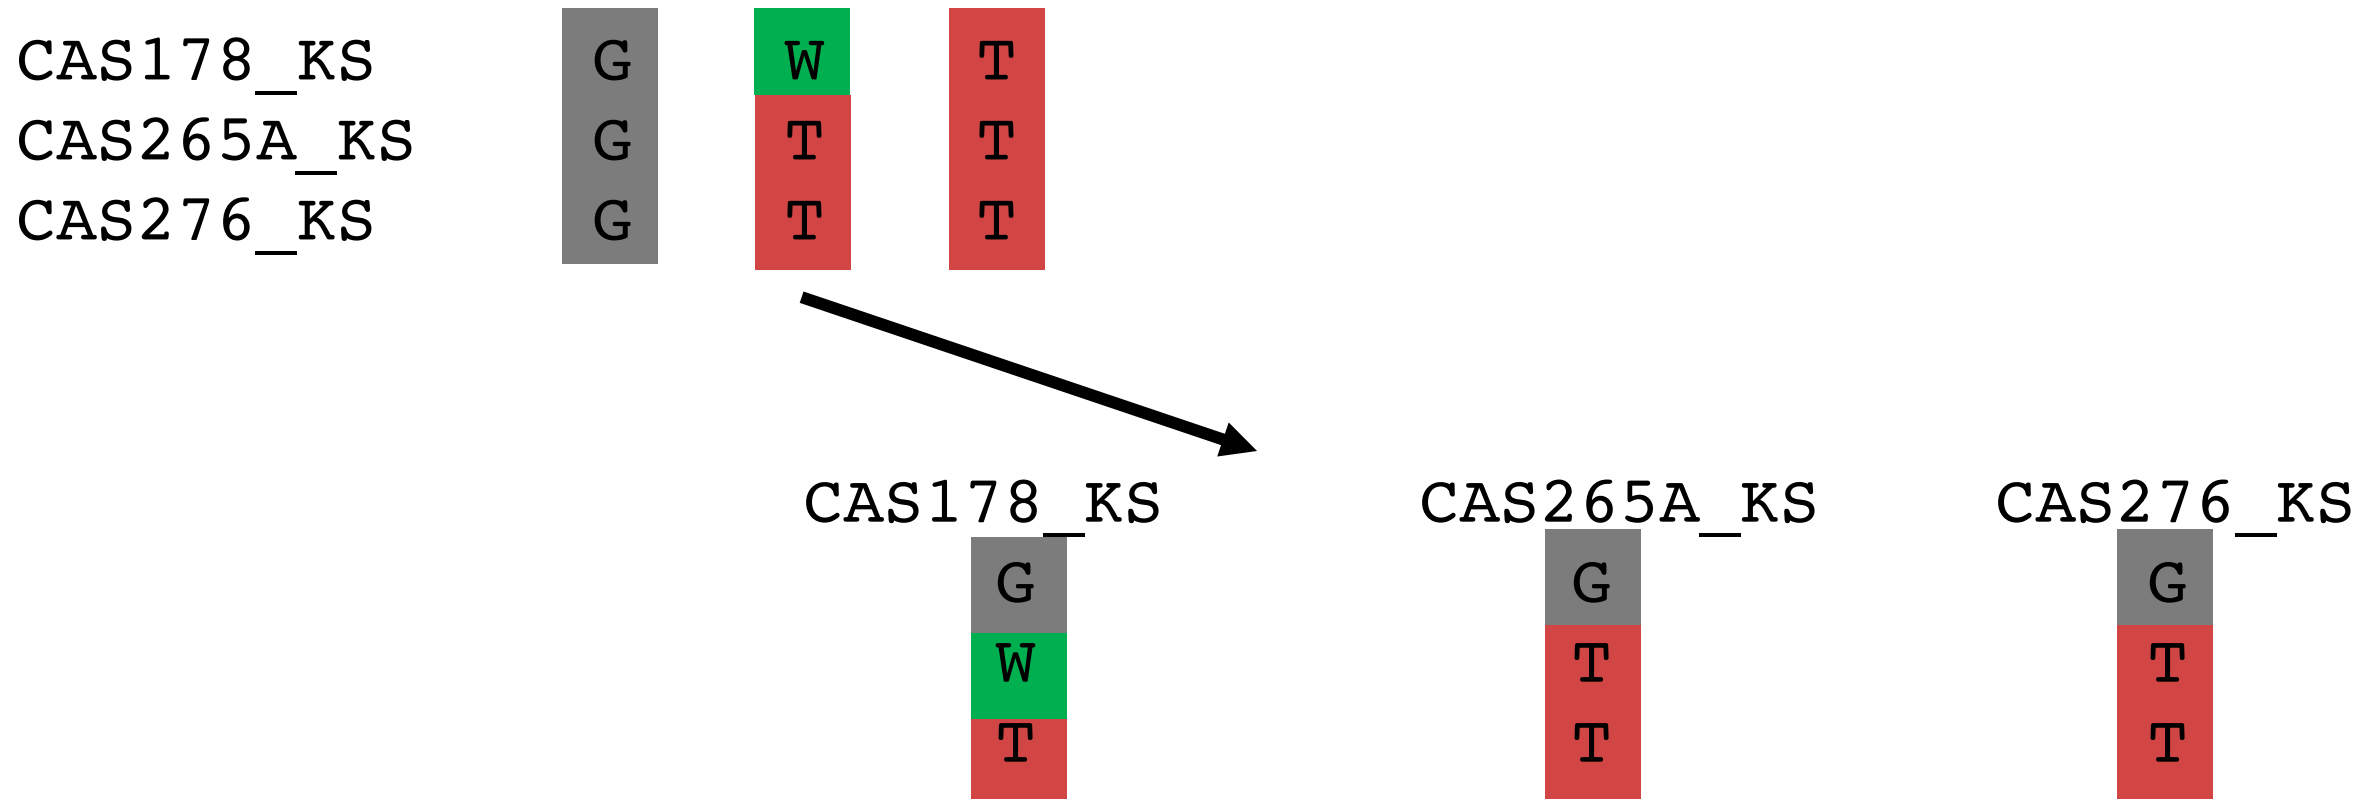 CAS178_KS G W T
CAS265A_KS G T T
CAS276_KS G T T
CAS178_KS CAS265A_KS CAS276_KS
G G G
W T T
T T T